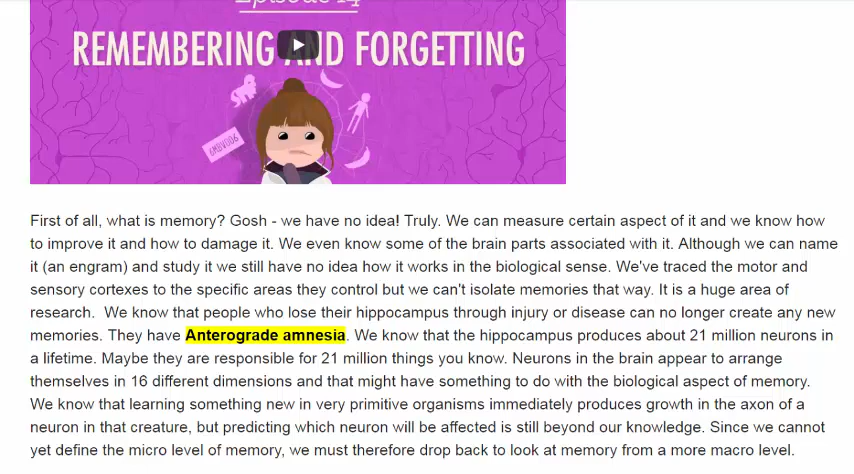 Episode 14
REMEMBERING AND FORGETTING
6MBV006
First of all, what is memory? Gosh - we have no idea! Truly. We can measure certain aspect of it and we know how
to improve it and how to damage it. We even know some of the brain parts associated with it. Although we can name
it (an engram) and study it we still have no idea how it works in the biological sense. We've traced the motor and
sensory cortexes to the specific areas they control but we can't isolate memories that way. It is a huge area of
research.  We know that people who lose their hippocampus through injury or disease can no longer create any new
memories. They have Anterograde amnesia. We know that the hippocampus produces about 21 million neurons in
a lifetime. Maybe they are responsible for 21 million things you know. Neurons in the brain appear to arrange
themselves in 16 different dimensions and that might have something to do with the biological aspect of memory.
We know that learning something new in very primitive organisms immediately produces growth in the axon of a
neuron in that creature, but predicting which neuron will be affected is still beyond our knowledge. Since we cannot
yet define the micro level of memory, we must therefore drop back to look at memory from a more macro level.